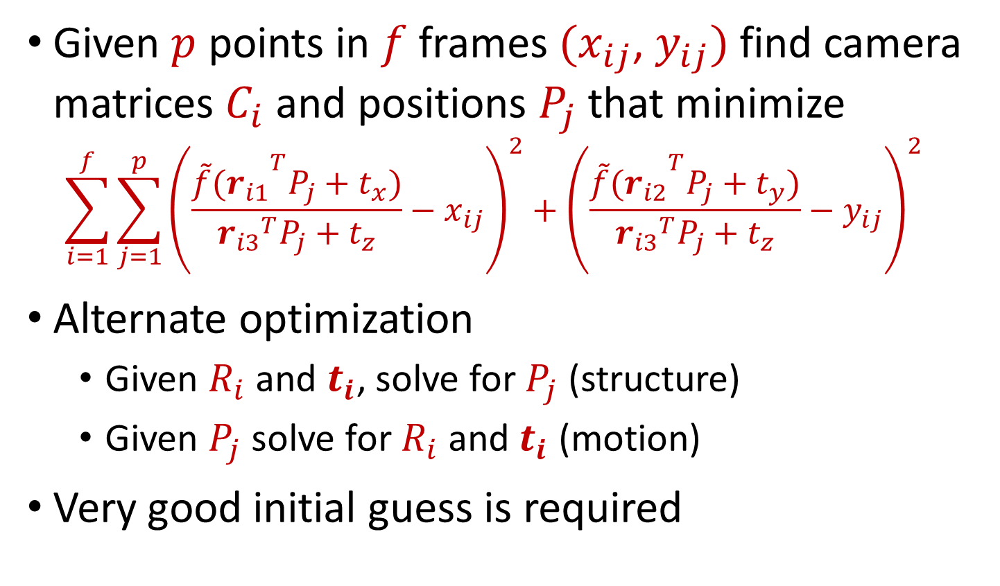 • Given p points in f frames (x_{ij}, y_{ij}) find camera
matrices C_i and positions P_j that minimize
\sum_{i=1}^{f} \sum_{j=1}^{p} \left( \frac{\tilde{f}(\boldsymbol{r}_{i1}{}^T P_j + t_x)}{\boldsymbol{r}_{i3}{}^T P_j + t_z} - x_{ij} \right)^2 + \left( \frac{\tilde{f}(\boldsymbol{r}_{i2}{}^T P_j + t_y)}{\boldsymbol{r}_{i3}{}^T P_j + t_z} - y_{ij} \right)^2
• Alternate optimization
• Given R_i and \boldsymbol{t_i}, solve for P_j (structure)
• Given P_j solve for R_i and \boldsymbol{t_i} (motion)
• Very good initial guess is required